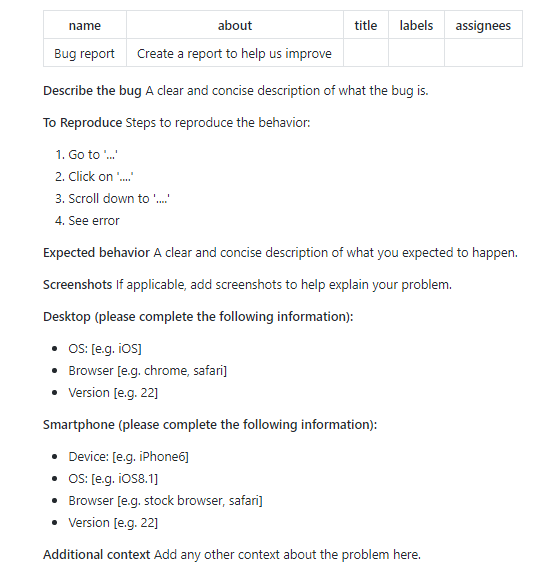 name about title labels assignees
Bug report Create a report to help us improve
Describe the bug A clear and concise description of what the bug is.
To Reproduce Steps to reproduce the behavior:
1. Go to '...'
2. Click on '....'
3. Scroll down to '....'
4. See error
Expected behavior A clear and concise description of what you expected to happen.
Screenshots If applicable, add screenshots to help explain your problem.
Desktop (please complete the following information):
• OS: [e.g. iOS]
• Browser [e.g. chrome, safari]
• Version [e.g. 22]
Smartphone (please complete the following information):
• Device: [e.g. iPhone6]
• OS: [e.g. iOS8.1]
• Browser [e.g. stock browser, safari]
• Version [e.g. 22]
Additional context Add any other context about the problem here.